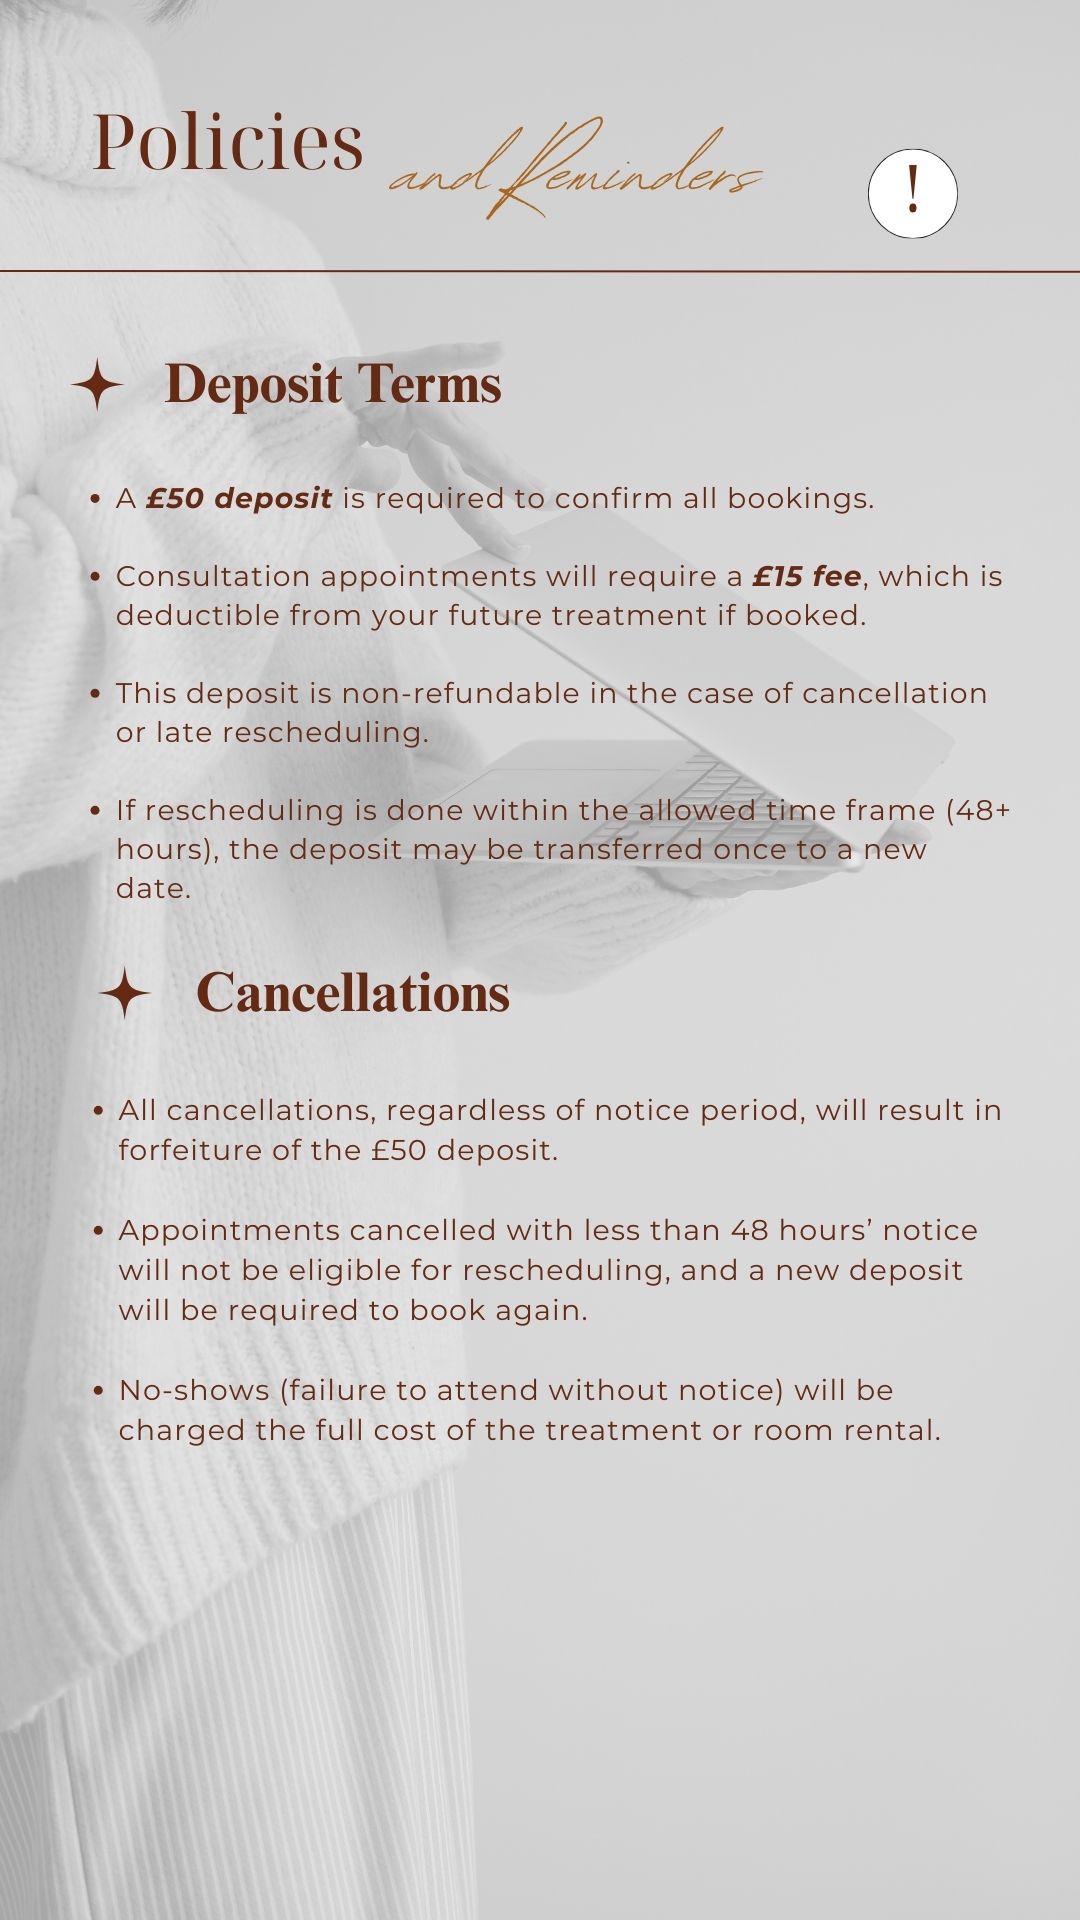 Policies and Reminders
!
Deposit Terms
• A £50 deposit is required to confirm all bookings.
• Consultation appointments will require a £15 fee, which is
deductible from your future treatment if booked.
• This deposit is non-refundable in the case of cancellation
or late rescheduling.
• If rescheduling is done within the allowed time frame (48+
hours), the deposit may be transferred once to a new
date.
Cancellations
• All cancellations, regardless of notice period, will result in
forfeiture of the £50 deposit.
• Appointments cancelled with less than 48 hours’ notice
will not be eligible for rescheduling, and a new deposit
will be required to book again.
• No-shows (failure to attend without notice) will be
charged the full cost of the treatment or room rental.